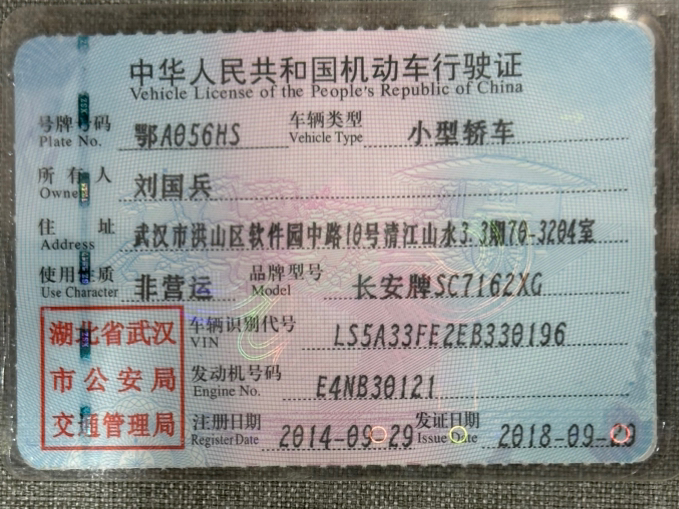 中华人民共和国机动车行驶证
Vehicle License of the People's Republic of China
号牌号码 鄂A056HS 车辆类型 小型轿车
Plate No. Vehicle Type
所有人 刘国兵
Owner
住址 武汉市洪山区软件园中路10号清江山水3.3期70-3204室
Address
使用性质 非营运 品牌型号 长安牌SC7162XG
Use Character Model
湖北省武汉 车辆识别代号 LS5A33FE2EB330196
VIN
市公安局 发动机号码 E4NB30121
Engine No.
交通管理局 注册日期 2014-09-29 发证日期 2018-09-
Register Date Issue Date